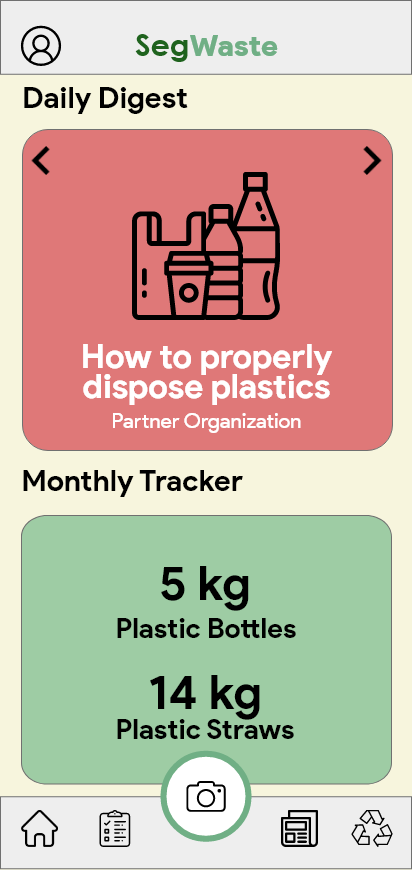 SegWaste
Daily Digest
How to properly
dispose plastics
Partner Organization
Monthly Tracker
5 kg
Plastic Bottles
14 kg
Plastic Straws